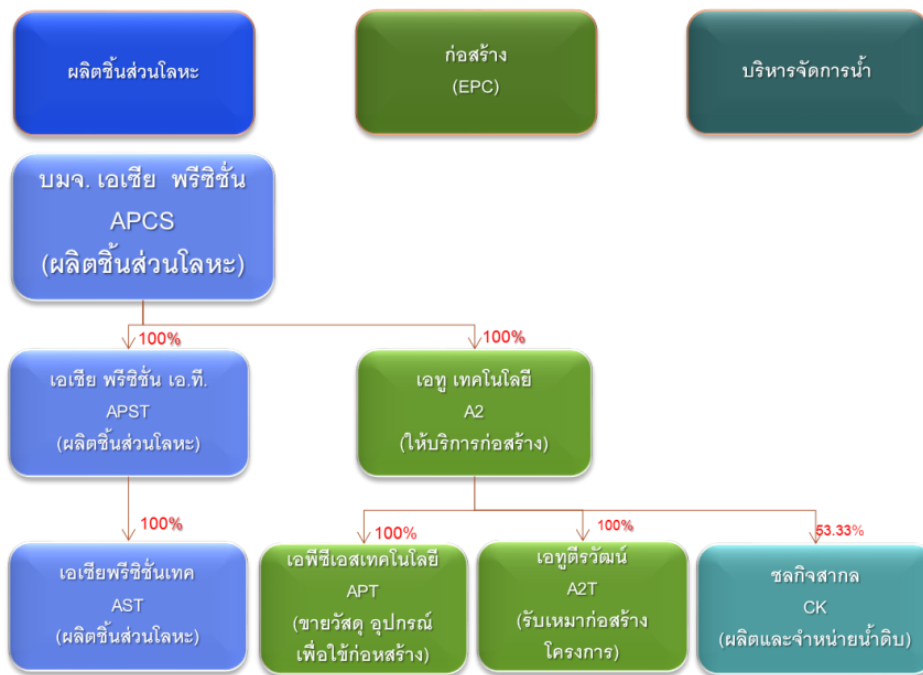 ผลิตชิ้นส่วนโลหะ
ก่อสร้าง
(EPC)
บริหารจัดการน้ำ
บมจ. เอเซีย พรีซิชั่น
APCS
(ผลิตชิ้นส่วนโลหะ)
100%
100%
เอเซีย พรีซิชั่น เอ.ที.
APST
(ผลิตชิ้นส่วนโลหะ)
เอทู เทคโนโลยี
A2
(ให้บริการก่อสร้าง)
100%
100%
100%
53.33%
เอเซียพรีซิชั่นเทค
AST
(ผลิตชิ้นส่วนโลหะ)
เอพีซีเอสเทคโนโลยี
APT
(ขายวัสดุ อุปกรณ์
เพื่อใช้ก่อหสร้าง)
เอทูตีรวัฒน์
A2T
(รับเหมาก่อสร้าง
โครงการ)
ชลกิจสากล
CK
(ผลิตและจำหน่ายน้ำดิบ)